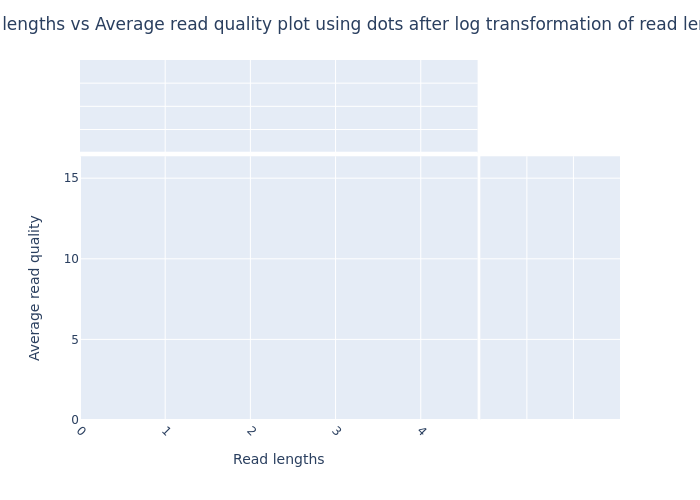 lengths vs Average read quality plot using dots after log transformation of read
15
10
5
0
Average read quality
0 1 2 3 4
Read lengths